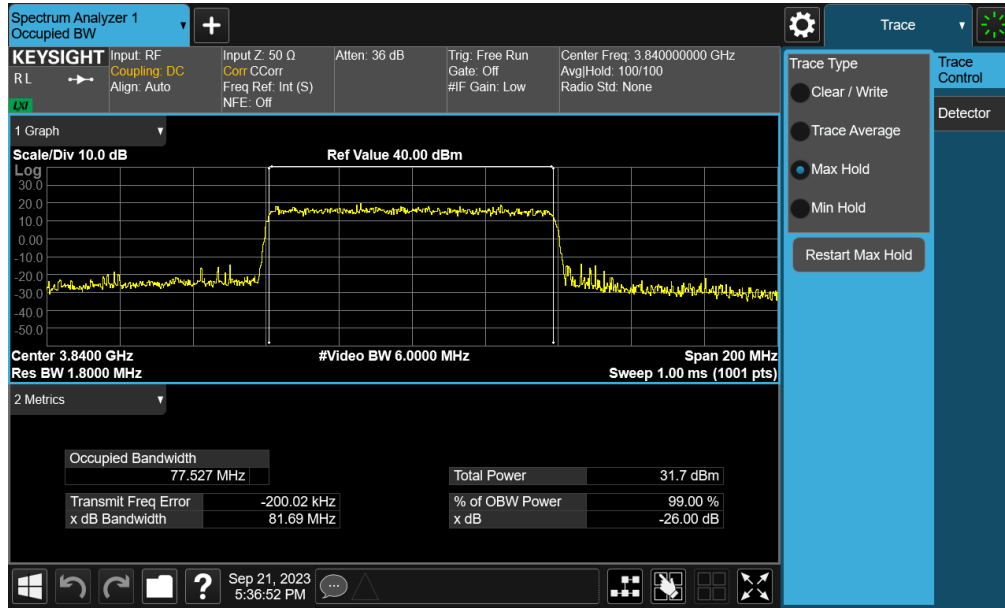 Spectrum Analyzer 1
Occupied BW
Trace
KEYSIGHT
R L
LXI
Input: RF
Coupling: DC
Align: Auto
Input Z: 50 Ω
Corr CCorr
Freq Ref: Int (S)
NFE: Off
Atten: 36 dB
Trig: Free Run
Gate: Off
#IF Gain: Low
Center Freq: 3.840000000 GHz
Avg|Hold: 100/100
Radio Std: None
Trace Type
Clear / Write
Trace Average
Max Hold
Min Hold
Restart Max Hold
Trace
Control
Detector
1 Graph
Scale/Div 10.0 dB
Ref Value 40.00 dBm
Log
30.0
20.0
10.0
0.00
-10.0
-20.0
-30.0
-40.0
-50.0
Center 3.8400 GHz
#Video BW 6.0000 MHz
Span 200 MHz
Res BW 1.8000 MHz
Sweep 1.00 ms (1001 pts)
2 Metrics
Occupied Bandwidth
77.527 MHz
Total Power 31.7 dBm
Transmit Freq Error -200.02 kHz
% of OBW Power 99.00 %
x dB Bandwidth 81.69 MHz
x dB -26.00 dB
?
Sep 21, 2023
5:36:52 PM